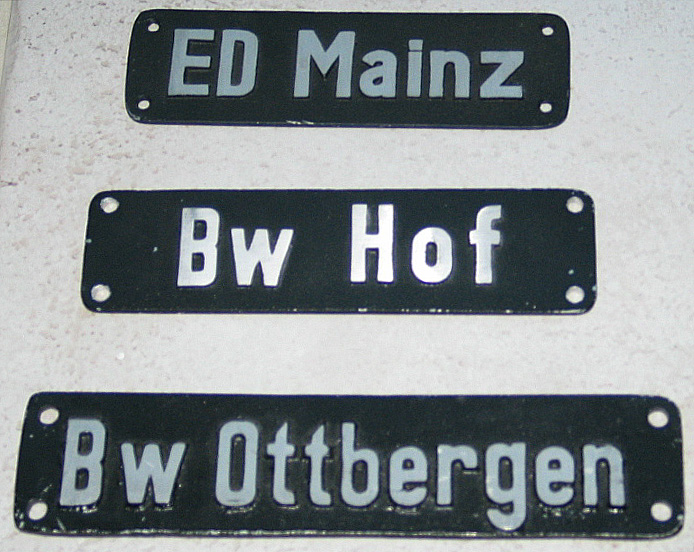 ED Mainz
Bw Hof
Bw Ottbergen